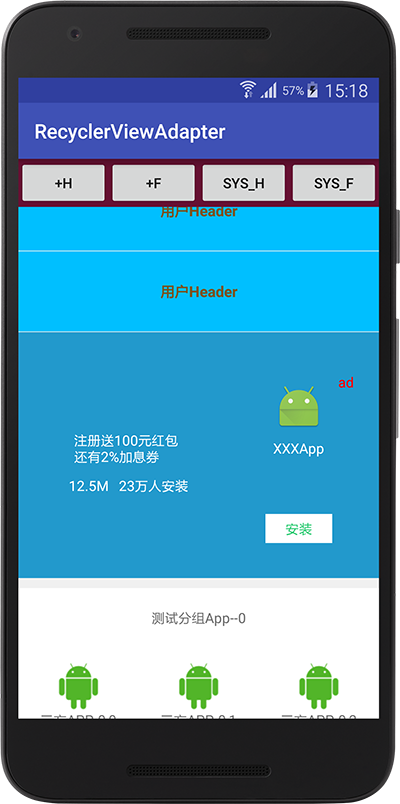 57% 15:18
RecyclerViewAdapter
+H +F SYS_H SYS_F
用户Header
用户Header
ad
XXXApp
注册送100元红包
还有2%加息券
12.5M 23万人安装
安装
测试分组App--0